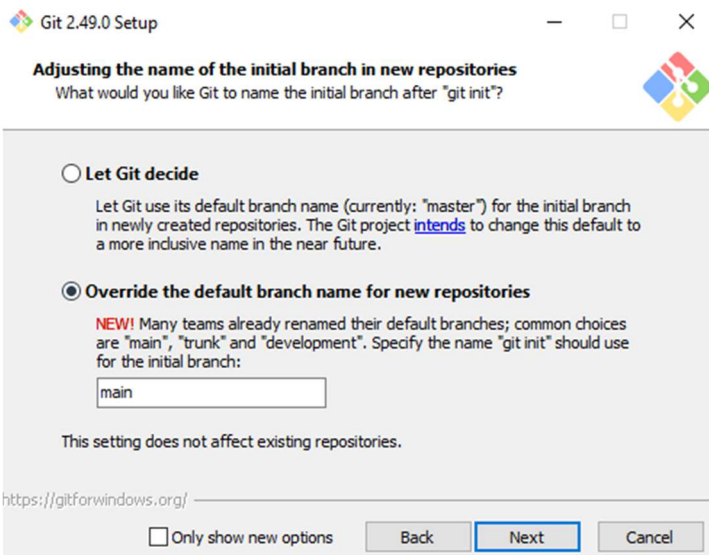 Git 2.49.0 Setup
Adjusting the name of the initial branch in new repositories
What would you like Git to name the initial branch after "git init"?
Let Git decide
Let Git use its default branch name (currently: "master") for the initial branch
in newly created repositories. The Git project intends to change this default to
a more inclusive name in the near future.
Override the default branch name for new repositories
NEW! Many teams already renamed their default branches; common choices
are "main", "trunk" and "development". Specify the name "git init" should use
for the initial branch:
main
This setting does not affect existing repositories.
https://gitforwindows.org/
Only show new options
Back
Next
Cancel